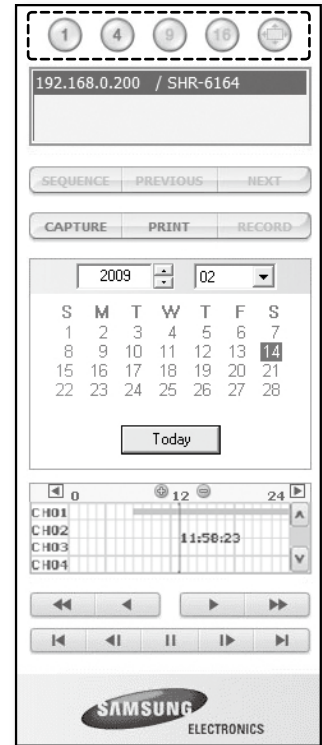 1 4 9 16
192.168.0.200 / SHR-6164
SEQUENCE PREVIOUS NEXT
CAPTURE PRINT RECORD
2009 02
S M T W T F S
1 2 3 4 5 6 7
8 9 10 11 12 13 14
15 16 17 18 19 20 21
22 23 24 25 26 27 28
Today
0 12 24
CH01
CH02
11:58:23
CH03
CH04
SAMSUNG
ELECTRONICS